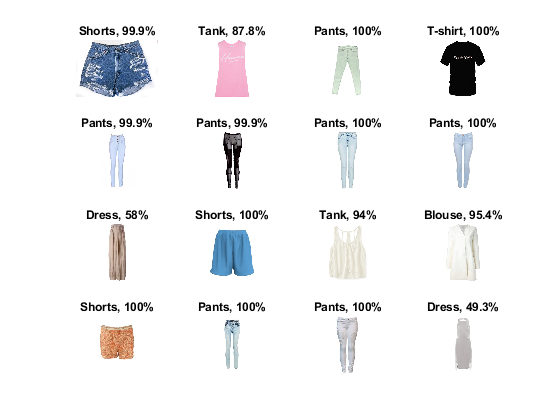 Shorts, 99.9% Tank, 87.8% Pants, 100% T-shirt, 100%
Pants, 99.9% Pants, 99.9% Pants, 100% Pants, 100%
Dress, 58% Shorts, 100% Tank, 94% Blouse, 95.4%
Shorts, 100% Pants, 100% Pants, 100% Dress, 49.3%